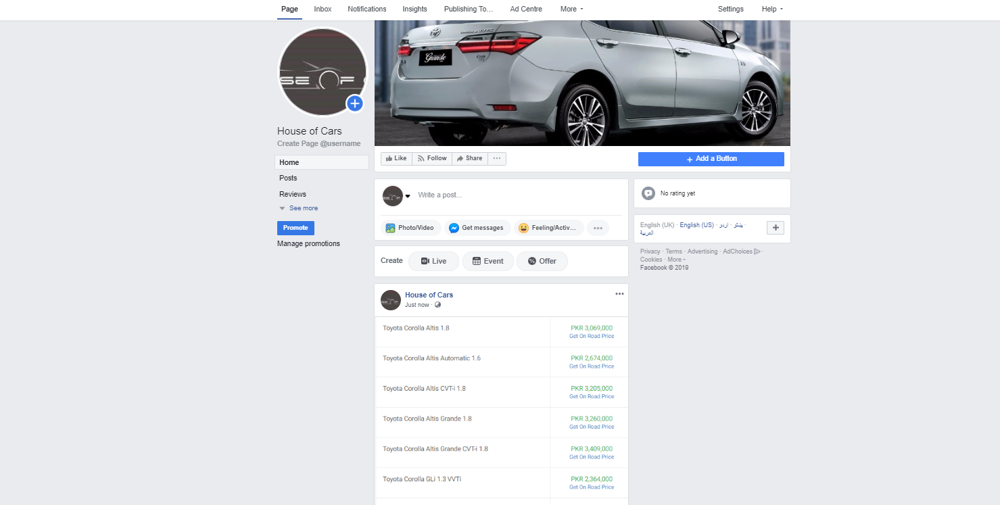 Page Inbox Notifications Insights Publishing To... Ad Centre More Settings Help
Grande
SE OF
House of Cars
Create Page @username
Home
Posts
Reviews
See more
Promote
Manage promotions
Like Follow Share ...
+ Add a Button
Write a post...
Photo/Video Get messages Feeling/Activ... ...
Create Live Event Offer
House of Cars
Just now ·
Toyota Corolla Altis 1.8 PKR 3,069,000
Get On Road Price
Toyota Corolla Altis Automatic 1.6 PKR 2,674,000
Get On Road Price
Toyota Corolla Altis CVT-i 1.8 PKR 3,205,000
Get On Road Price
Toyota Corolla Altis Grande 1.8 PKR 3,260,000
Get On Road Price
Toyota Corolla Altis Grande CVT-i 1.8 PKR 3,409,000
Get On Road Price
Toyota Corolla GLi 1.3 VVTi PKR 2,364,000
Get On Road Price
No rating yet
English (UK) · English (US) · اردو · پښتو ·
العربية
Privacy · Terms · Advertising · AdChoices ·
Cookies · More
Facebook © 2019